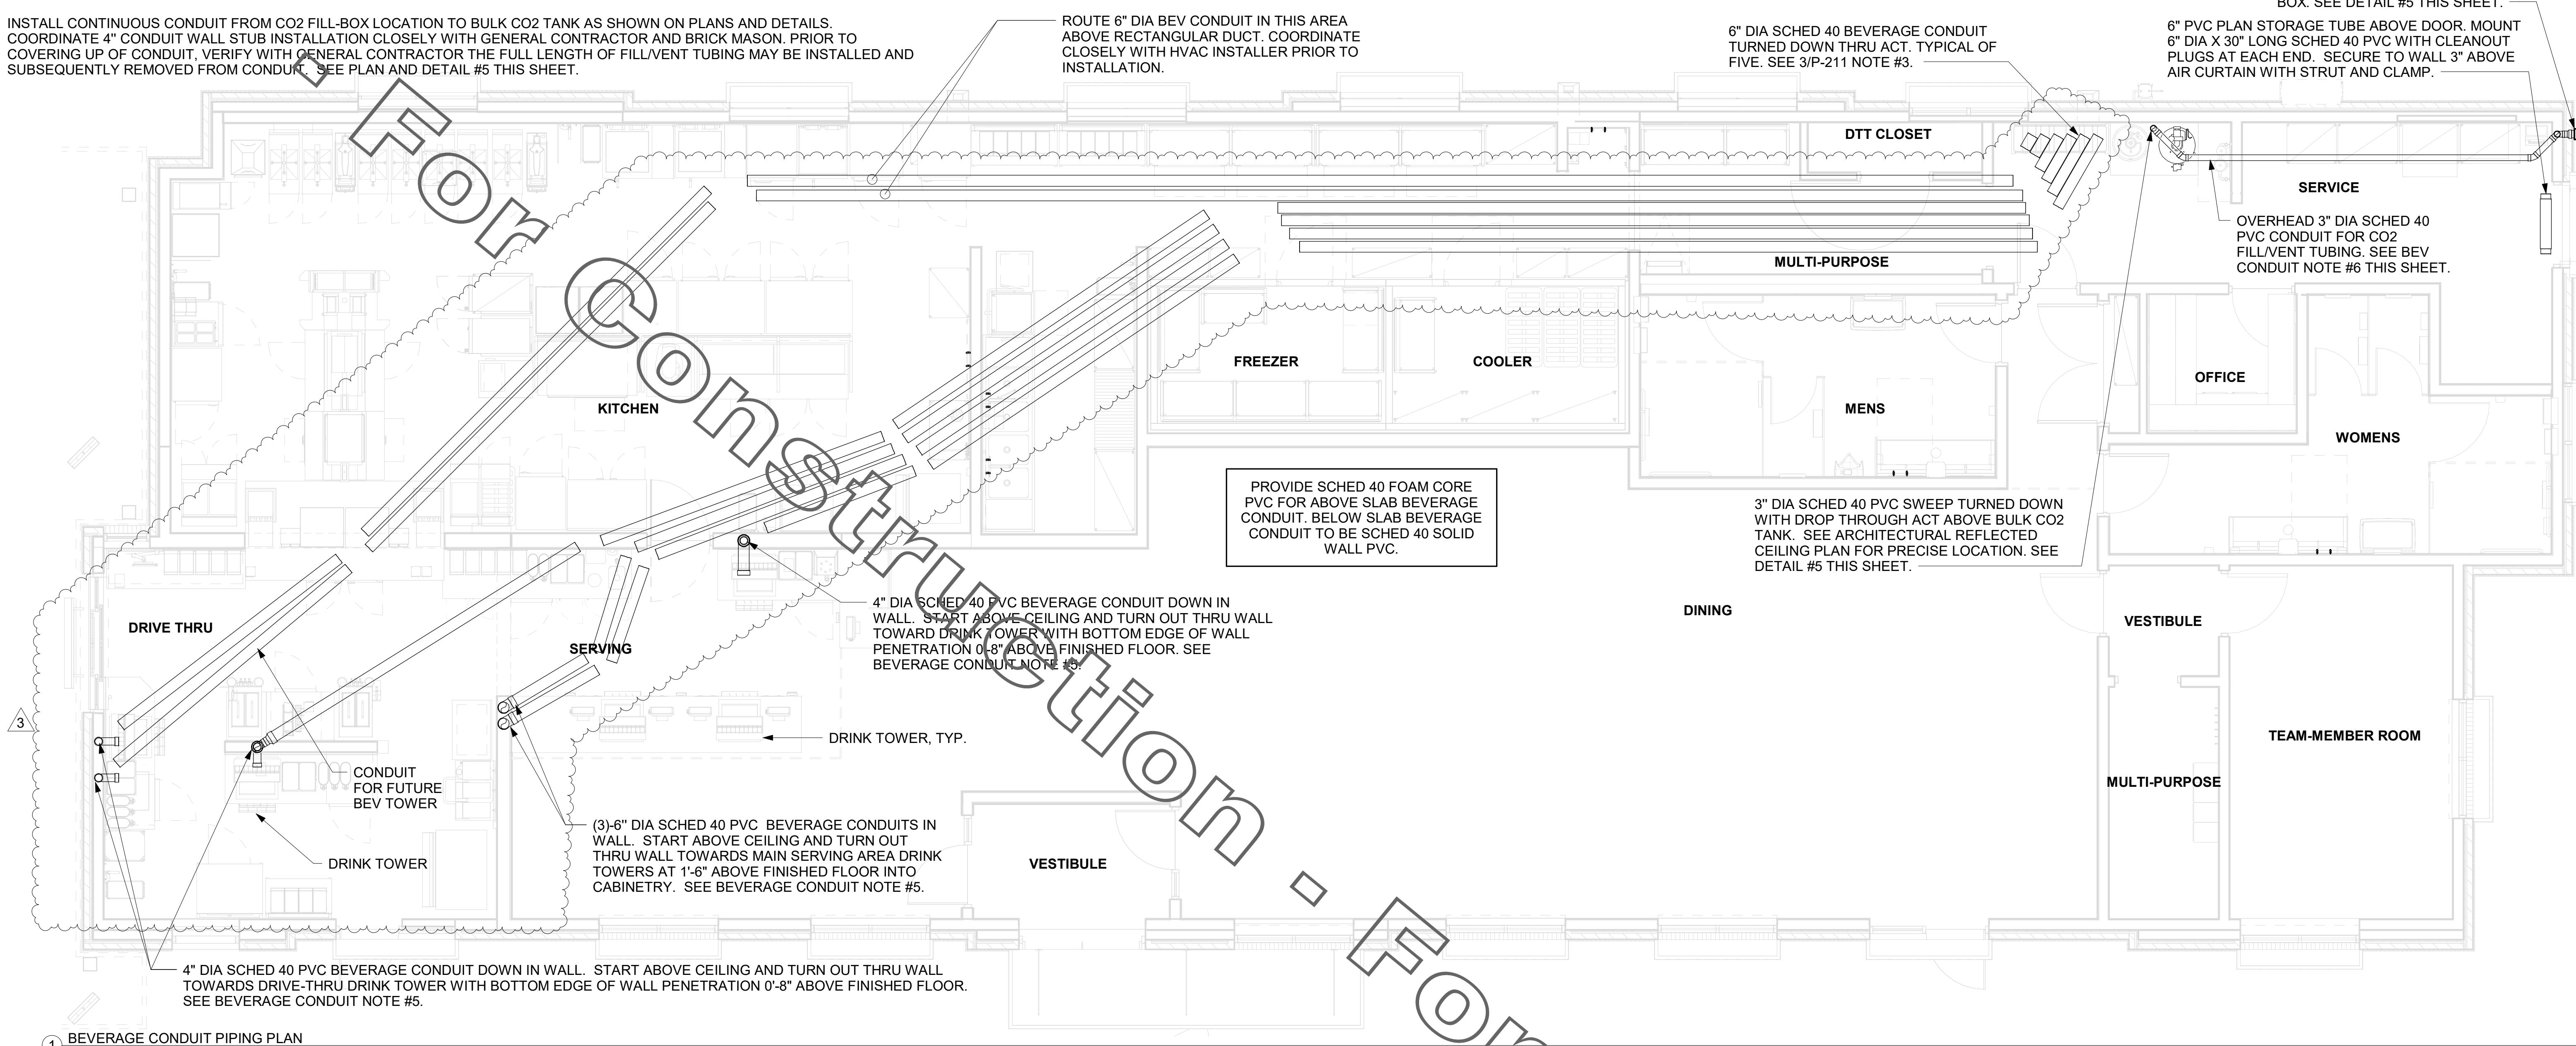 INSTALL CONTINUOUS CONDUIT FROM CO2 FILL-BOX LOCATION TO BULK CO2 TANK AS SHOWN ON PLANS AND DETAILS.
COORDINATE 4" CONDUIT WALL STUB INSTALLATION CLOSELY WITH GENERAL CONTRACTOR AND BRICK MASON. PRIOR TO
COVERING UP OF CONDUIT, VERIFY WITH GENERAL CONTRACTOR THE FULL LENGTH OF FILL/VENT TUBING MAY BE INSTALLED AND
SUBSEQUENTLY REMOVED FROM CONDUIT. SEE PLAN AND DETAIL #5 THIS SHEET.
ROUTE 6" DIA BEV CONDUIT IN THIS AREA
ABOVE RECTANGULAR DUCT. COORDINATE
CLOSELY WITH HVAC INSTALLER PRIOR TO
INSTALLATION.
6" DIA SCHED 40 BEVERAGE CONDUIT
TURNED DOWN THRU ACT. TYPICAL OF
FIVE. SEE 3/P-211 NOTE #3.
BOX. SEE DETAIL #5 THIS SHEET.
6" PVC PLAN STORAGE TUBE ABOVE DOOR. MOUNT
6" DIA X 30" LONG SCHED 40 PVC WITH CLEANOUT
PLUGS AT EACH END. SECURE TO WALL 3" ABOVE
AIR CURTAIN WITH STRUT AND CLAMP.
DTT CLOSET
SERVICE
OVERHEAD 3" DIA SCHED 40
PVC CONDUIT FOR CO2
FILL/VENT TUBING. SEE BEV
CONDUIT NOTE #6 THIS SHEET.
MULTI-PURPOSE
FREEZER
COOLER
OFFICE
KITCHEN
MENS
WOMENS
PROVIDE SCHED 40 FOAM CORE
PVC FOR ABOVE SLAB BEVERAGE
CONDUIT. BELOW SLAB BEVERAGE
CONDUIT TO BE SCHED 40 SOLID
WALL PVC.
3" DIA SCHED 40 PVC SWEEP TURNED DOWN
WITH DROP THROUGH ACT ABOVE BULK CO2
TANK. SEE ARCHITECTURAL REFLECTED
CEILING PLAN FOR PRECISE LOCATION. SEE
DETAIL #5 THIS SHEET.
4" DIA SCHED 40 PVC BEVERAGE CONDUIT DOWN IN
WALL. START ABOVE CEILING AND TURN OUT THRU WALL
TOWARD DRINK TOWER WITH BOTTOM EDGE OF WALL
PENETRATION 0'-8" ABOVE FINISHED FLOOR. SEE
BEVERAGE CONDUIT NOTE #5.
DRIVE THRU
SERVING
DINING
VESTIBULE
3
DRINK TOWER, TYP.
TEAM-MEMBER ROOM
CONDUIT
FOR FUTURE
BEV TOWER
MULTI-PURPOSE
(3)-6" DIA SCHED 40 PVC BEVERAGE CONDUITS IN
WALL. START ABOVE CEILING AND TURN OUT
THRU WALL TOWARDS MAIN SERVING AREA DRINK
TOWERS AT 1'-6" ABOVE FINISHED FLOOR INTO
CABINETRY. SEE BEVERAGE CONDUIT NOTE #5.
DRINK TOWER
VESTIBULE
4" DIA SCHED 40 PVC BEVERAGE CONDUIT DOWN IN WALL. START ABOVE CEILING AND TURN OUT THRU WALL
TOWARDS DRIVE-THRU DRINK TOWER WITH BOTTOM EDGE OF WALL PENETRATION 0'-8" ABOVE FINISHED FLOOR.
SEE BEVERAGE CONDUIT NOTE #5.
1 BEVERAGE CONDUIT PIPING PLAN
. For Construction . For